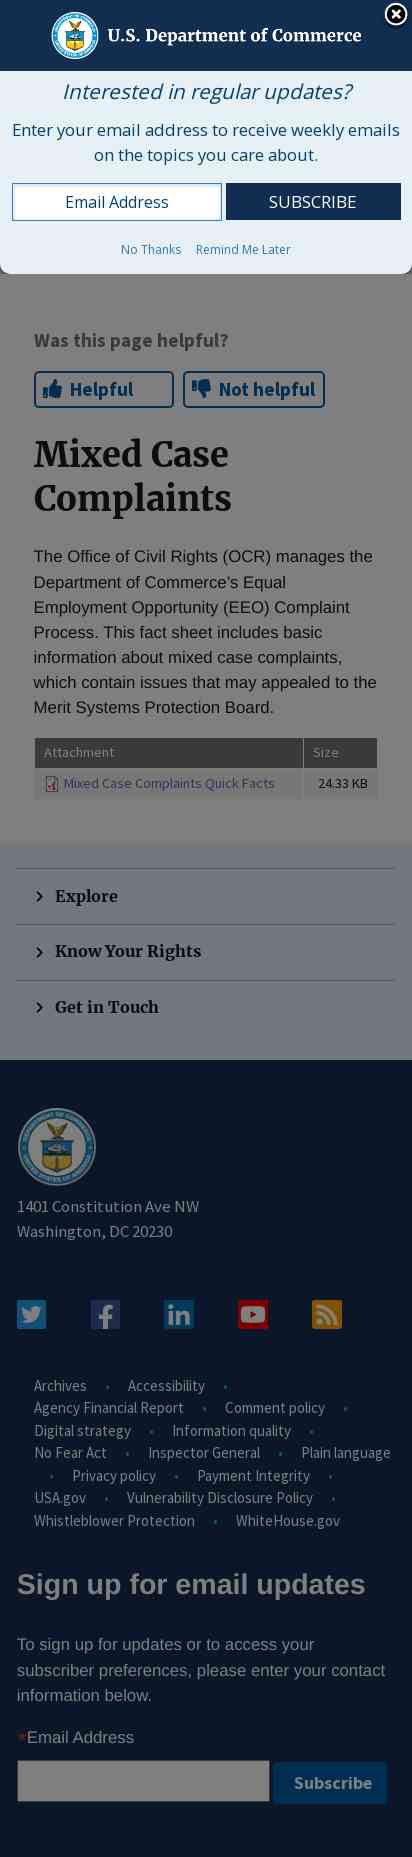 U.S. Department of Commerce
Interested in regular updates?
Enter your email address to receive weekly emails
on the topics you care about.
Email Address
SUBSCRIBE
No Thanks Remind Me Later
Was this page helpful?
Helpful Not helpful
Mixed Case
Complaints
The Office of Civil Rights (OCR) manages the
Department of Commerce's Equal
Employment Opportunity (EEO) Complaint
Process. This fact sheet includes basic
information about mixed case complaints,
which contain issues that may appealed to the
Merit Systems Protection Board.
Attachment Size
Mixed Case Complaints Quick Facts 24.33 KB
Explore
Know Your Rights
Get in Touch
1401 Constitution Ave NW
Washington, DC 20230
Archives • Accessibility •
Agency Financial Report • Comment policy •
Digital strategy • Information quality •
No Fear Act • Inspector General • Plain language
• Privacy policy • Payment Integrity •
USA.gov • Vulnerability Disclosure Policy •
Whistleblower Protection • WhiteHouse.gov
Sign up for email updates
To sign up for updates or to access your
subscriber preferences, please enter your contact
information below.
*Email Address
Subscribe